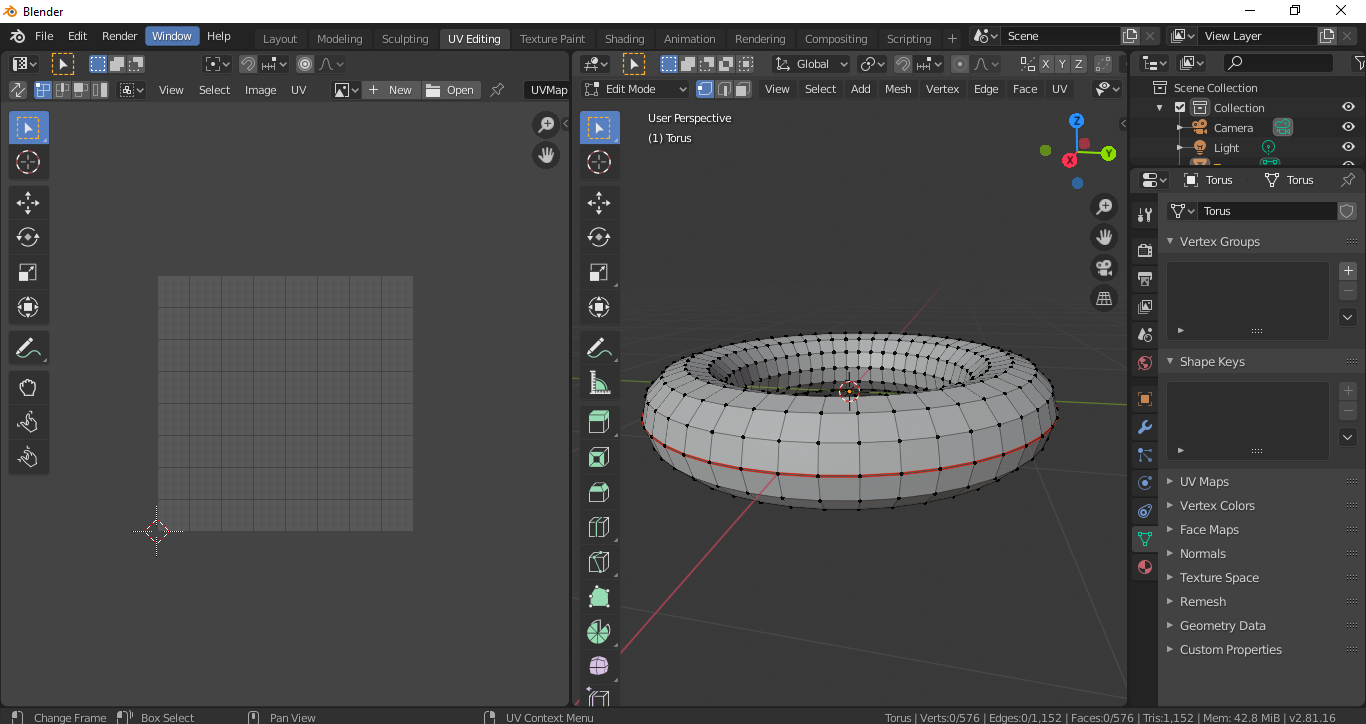 Blender
File Edit Render Window Help Layout Modeling Sculpting UV Editing Texture Paint Shading Animation Rendering Compositing Scripting + Scene View Layer
Global X Y Z
View Select Image UV + New Open UVMap Edit Mode View Select Add Mesh Vertex Edge Face UV
Scene Collection
Collection
Camera
Light
User Perspective
(1) Torus
Z
Y
X
Torus Torus
Torus
Vertex Groups
Shape Keys
UV Maps
Vertex Colors
Face Maps
Normals
Texture Space
Remesh
Geometry Data
Custom Properties
Change Frame Box Select Pan View UV Context Menu Torus | Verts:0/576 | Edges:0/1,152 | Faces:0/576 | Tris:1,152 | Mem: 42.8 MiB | v2.81.16